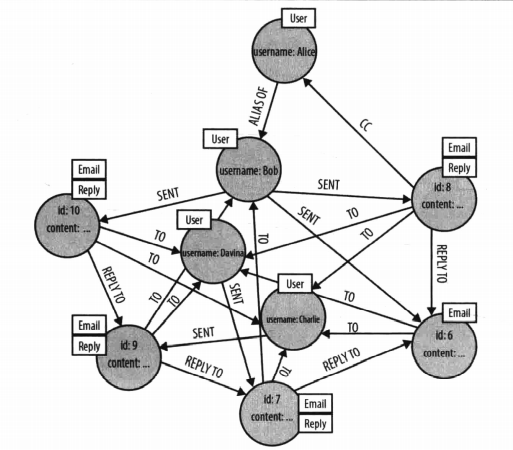 User
username: Alice
ALIAS OF
CC
User
username: Bob
Email
Reply
id: 8
content: ...
Email
Reply
id: 10
content: ...
SENT
SENT
SENT
TO
TO
TO
User
username: Davina
TO
TO
REPLY TO
REPLY TO
User
username: Charlie
TO
TO
SENT
TO
TO
Email
id: 6
content: ...
Email
Reply
id: 9
content: ...
SENT
REPLY TO
TO
REPLY TO
id: 7
content: ...
Email
Reply